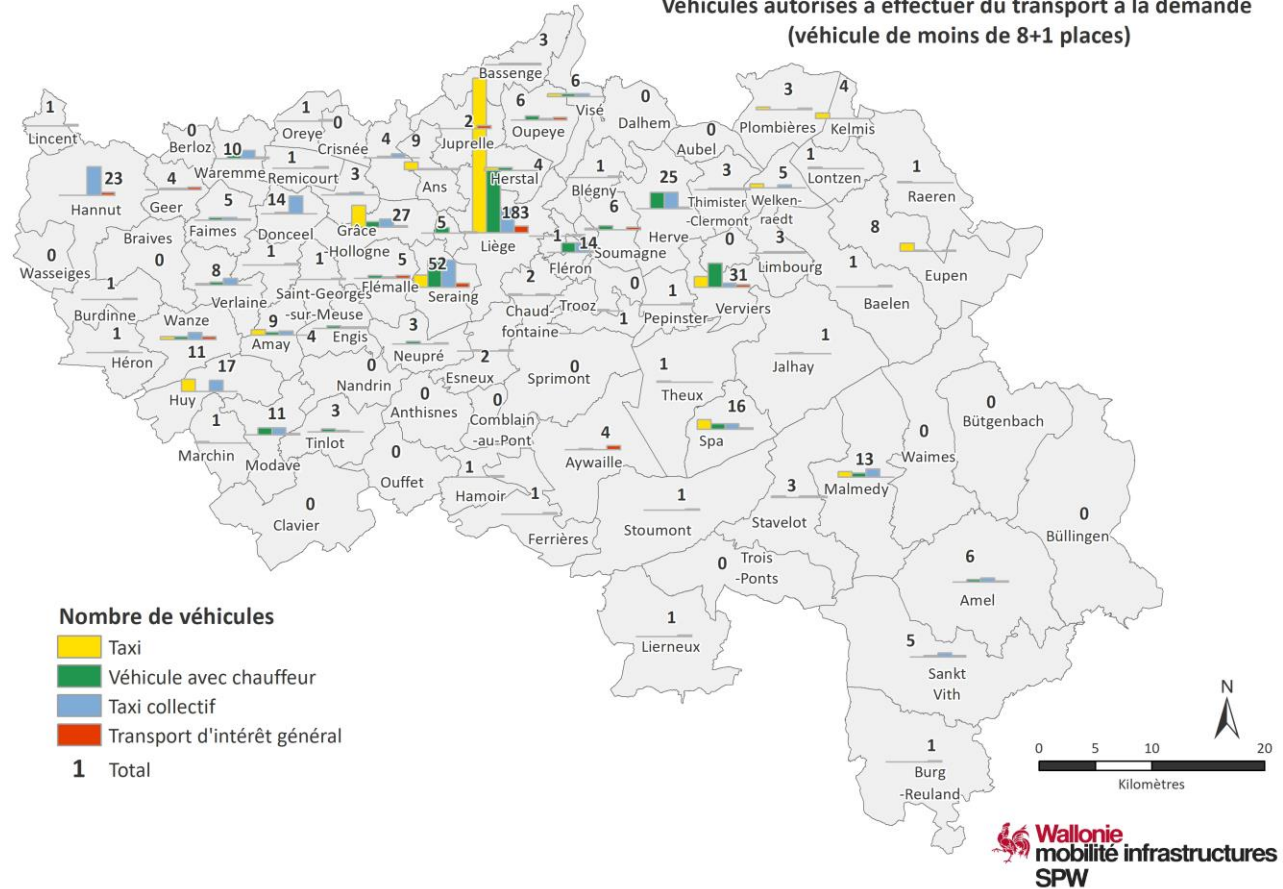 Véhicules autorisés à effectuer du transport à la demande
(véhicule de moins de 8+1 places)
3
Bassenge
6
Visé
6
Oupeye
0
Dalhem
3
Plombières
4
Kelmis
1
Lincent
1
Oreye
0
Crisnée
0
Berloz
10
Waremme
4
9
Ans
2
Juprelle
4
Herstal
0
Aubel
1
Remicourt
1
Blégny
25
Herve
3
Thimister
-Clermont
5
Welken-
raedt
1
Lontzen
1
Raeren
23
Hannut
4
Geer
5
Faimes
14
Donceel
3
27
Grâce
-Hollogne
5
183
Liège
6
Soumagne
1
14
Fléron
0
3
Limbourg
8
Eupen
0
Wasseiges
Braives
0
1
Burdinne
8
Verlaine
1
1
Saint-Georges
-sur-Meuse
5
Flémalle
52
Seraing
2
Chaud-
fontaine
0
Trooz
1
1
Pepinster
31
Verviers
1
Baelen
1
Héron
Wanze
11
9
Amay
4
Engis
3
Neupré
2
Esneux
0
Sprimont
1
Theux
1
Jalhay
17
Huy
0
Nandrin
0
Anthisnes
0
Comblain
-au-Pont
16
Spa
0
Bütgenbach
0
Waimes
1
Marchin
11
Modave
3
Tinlot
0
Ouffet
4
Aywaille
13
Malmedy
0
Clavier
1
Hamoir
1
Ferrières
1
Stoumont
3
Stavelot
0
Büllingen
0
Trois
-Ponts
6
Amel
1
Lierneux
5
Sankt
Vith
1
Burg
-Reuland
Nombre de véhicules
Taxi
Véhicule avec chauffeur
Taxi collectif
Transport d'intérêt général
1 Total
N
0 5 10 20
Kilomètres
Wallonie
mobilité infrastructures
SPW